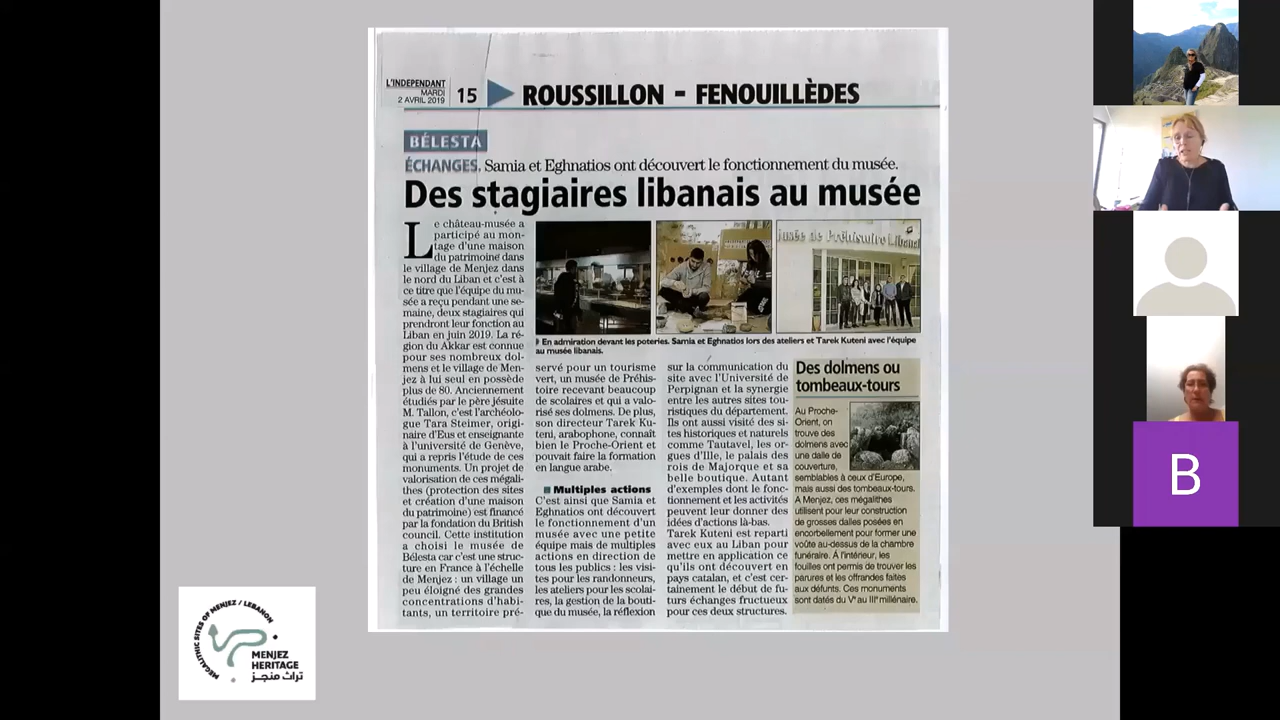 L'INDEPENDANT
MARDI
2 AVRIL 2019
15
ROUSSILLON - FENOUILLÈDES
BÉLESTA
ÉCHANGES. Samia et Eghnatios ont découvert le fonctionnement du musée.
Des stagiaires libanais au musée
Le château-musée a
participé au mon-
tage d'une maison
du patrimoine dans
le village de Menjez dans
le nord du Liban et c'est à
ce titre que l'équipe du mu-
sée a reçu pendant une se-
maine, deux stagiaires qui
prendront leur fonction au
Liban en juin 2019. La ré-
gion du Akkar est connue
pour ses nombreux dol-
mens et le village de Men-
jez à lui seul en possède
plus de 80. Anciennement
étudiés par le père jésuite
M. Tallon, c'est l'archéolo-
gue Tara Steimer, origi-
naire d'Eus et enseignante
à l'université de Genève,
qui a repris l'étude de ces
monuments. Un projet de
valorisation de ces mégali-
thes (protection des sites
et création d'une maison
du patrimoine) est financé
par la fondation du British
council. Cette institution
a choisi le musée de
Bélesta car c'est une struc-
ture en France à l'échelle
de Menjez : un village un
peu éloigné des grandes
concentrations d'habi-
tants, un territoire pré-
Musée de Préhistoire Libanai
En admiration devant les poteries. Samia et Eghnatios lors des ateliers et Tarek Kuteni avec l'équipe
au musée libanais.
servé pour un tourisme
vert, un musée de Préhis-
toire recevant beaucoup
de scolaires et qui a valo-
risé ses dolmens. De plus,
son directeur Tarek Ku-
teni, arabophone, connaît
bien le Proche-Orient et
pouvait faire la formation
en langue arabe.
Multiples actions
C'est ainsi que Samia et
Eghnatios ont découvert
le fonctionnement d'un
musée avec une petite
équipe mais de multiples
actions en direction de
tous les publics : les visi-
tes pour les randonneurs,
les ateliers pour les scolai-
res, la gestion de la bouti-
que du musée, la réflexion
sur la communication du
site avec l'Université de
Perpignan et la synergie
entre les autres sites tou-
ristiques du département.
Ils ont aussi visité des si-
tes historiques et naturels
comme Tautavel, les or-
gues d'Ille, le palais des
rois de Majorque et sa
belle boutique. Autant
d'exemples dont le fonc-
tionnement et les activités
peuvent leur donner des
idées d'actions là-bas.
Tarek Kuteni est reparti
avec eux au Liban pour
mettre en application ce
qu'ils ont découvert en
pays catalan, et c'est cer-
tainement le début de fu-
turs échanges fructueux
pour ces deux structures.
Des dolmens ou
tombeaux-tours
Au Proche-
Orient, on
trouve des
dolmens avec
une dalle de
couverture,
semblables à ceux d'Europe,
mais aussi des tombeaux-tours.
A Menjez, ces mégalithes
utilisent pour leur construction
de grosses dalles posées en
encorbellement pour former une
voûte au-dessus de la chambre
funéraire. À l'intérieur, les
fouilles ont permis de trouver les
parures et les offrandes faites
aux défunts. Ces monuments
sont datés du Vᵉ au IIIᵉ millénaire.
MEGALITHIC SITES OF MENJEZ / LEBANON
MENJEZ
HERITAGE
تراث منجز
B